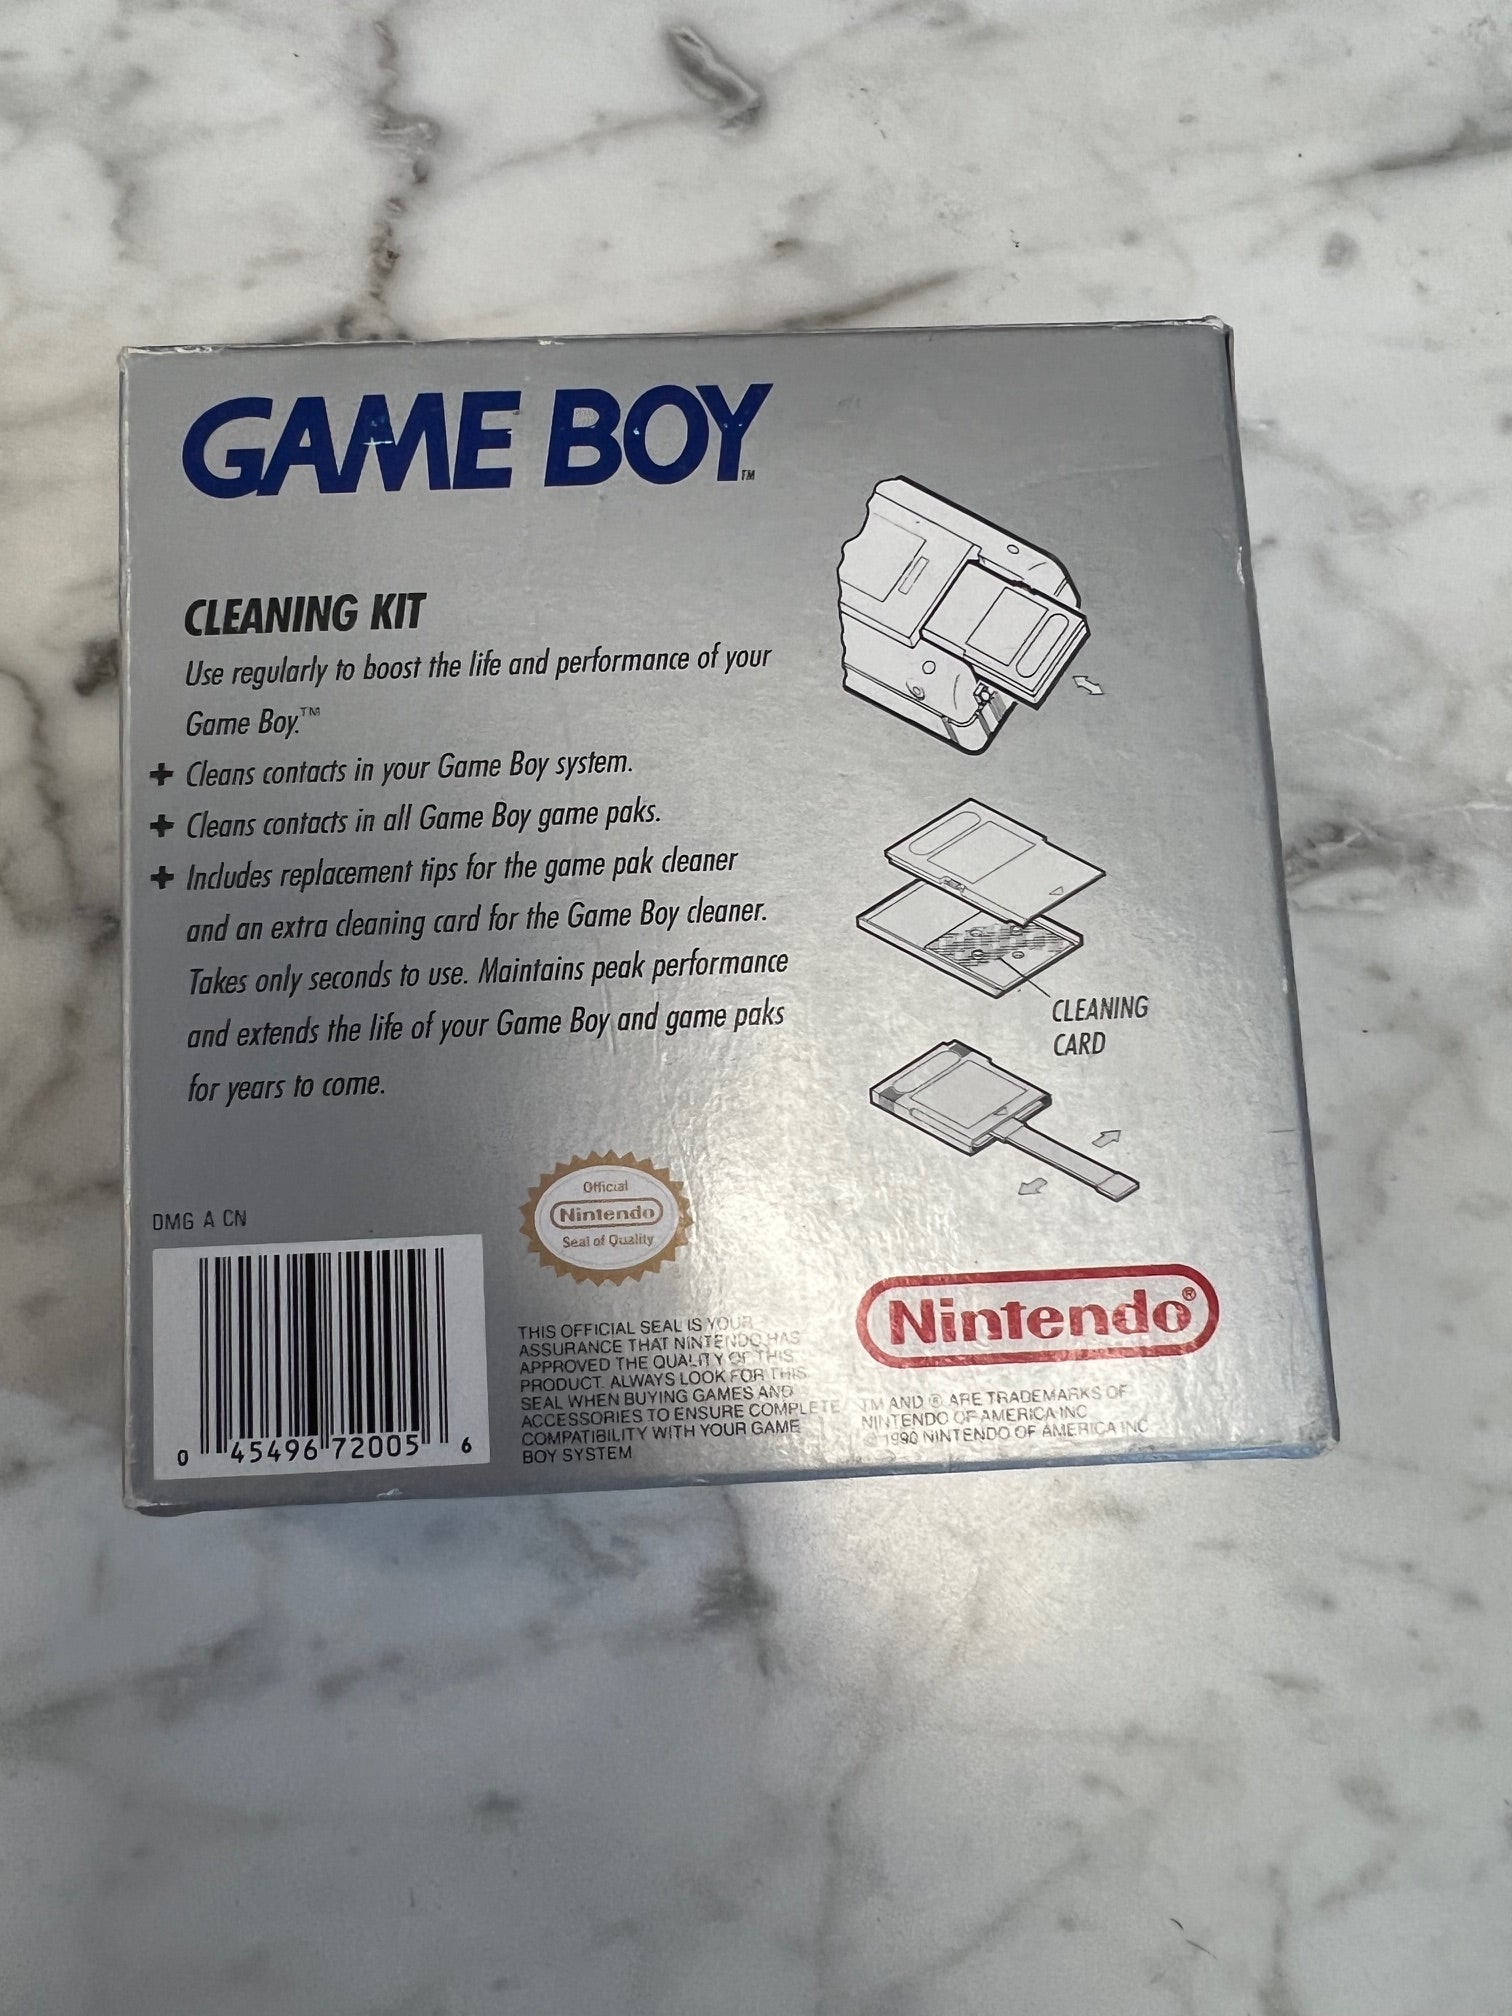 GAME BOY™
CLEANING KIT
Use regularly to boost the life and performance of your
Game Boy.™
+ Cleans contacts in your Game Boy system.
+ Cleans contacts in all Game Boy game paks.
+ Includes replacement tips for the game pak cleaner
and an extra cleaning card for the Game Boy cleaner.
Takes only seconds to use. Maintains peak performance
and extends the life of your Game Boy and game paks
for years to come.
CLEANING
CARD
DMG A CN
0 45496 72005 6
Official
Nintendo
Seal of Quality
THIS OFFICIAL SEAL IS YOUR
ASSURANCE THAT NINTENDO HAS
APPROVED THE QUALITY OF THIS
PRODUCT. ALWAYS LOOK FOR THIS
SEAL WHEN BUYING GAMES AND
ACCESSORIES TO ENSURE COMPLETE
COMPATIBILITY WITH YOUR GAME
BOY SYSTEM
Nintendo®
TM AND ® ARE TRADEMARKS OF
NINTENDO OF AMERICA INC
© 1990 NINTENDO OF AMERICA INC